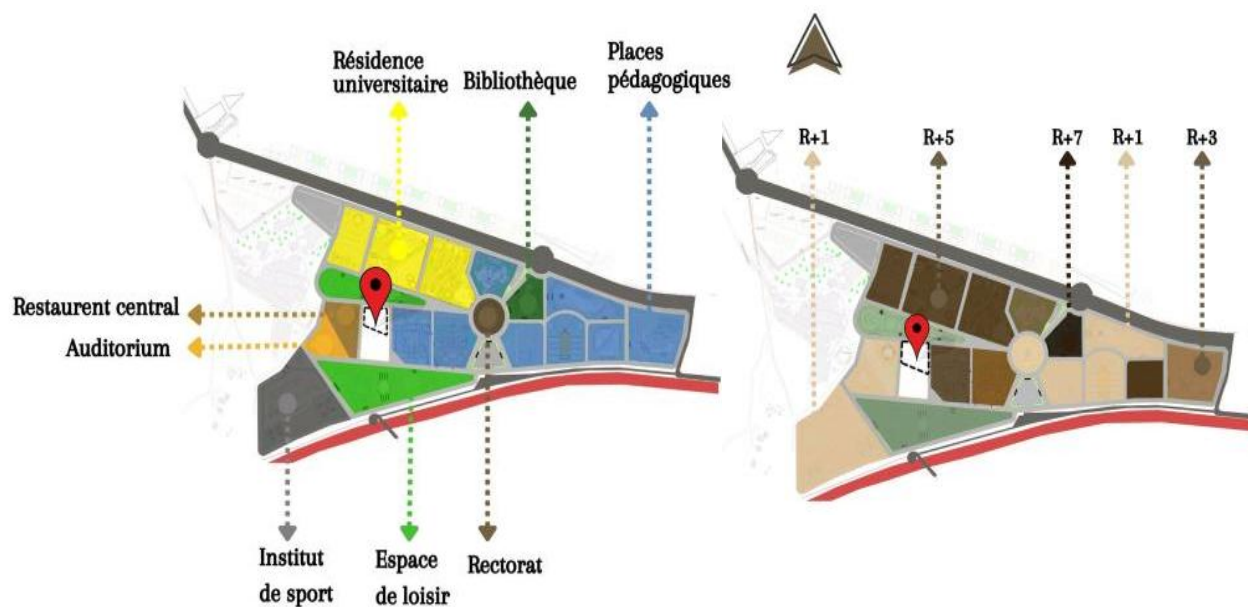 Résidence
universitaire
Bibliothèque
Places
pédagogiques
Restaurent central
Auditorium
Institut
de sport
Espace
de loisir
Rectorat
R+1
R+5
R+7
R+1
R+3